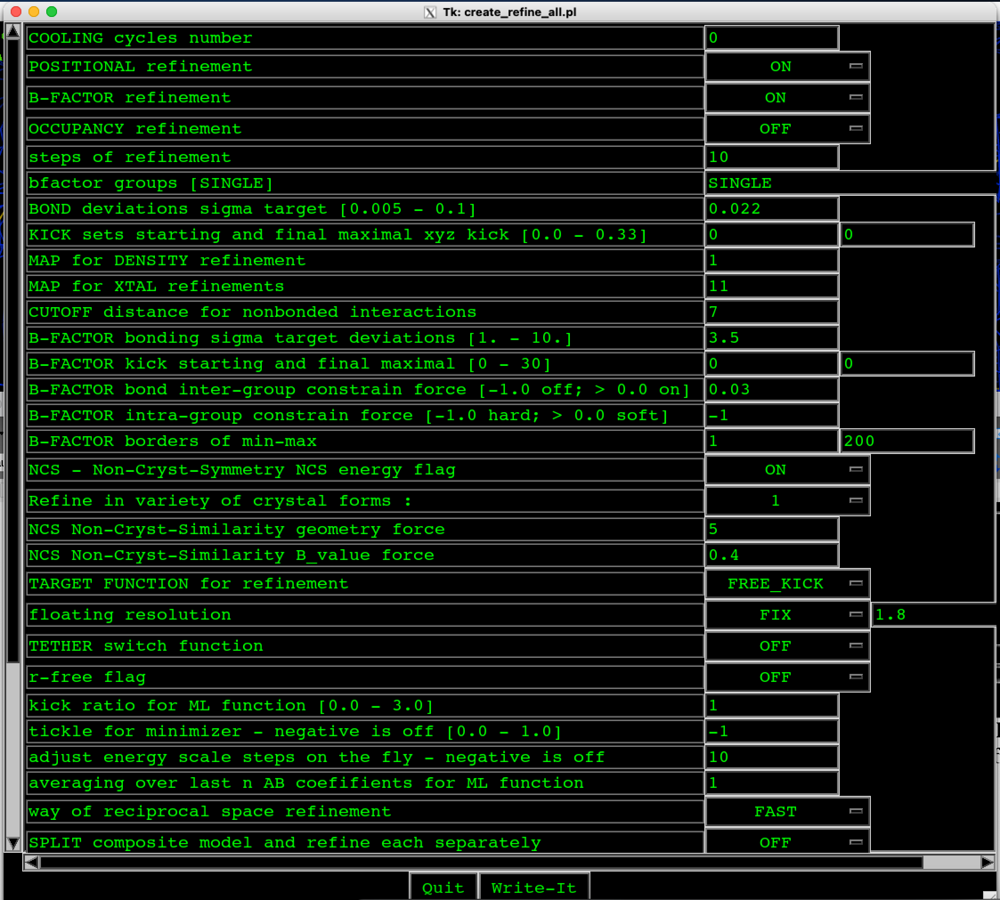 Tk: create_refine_all.pl
COOLING cycles number 0
POSITIONAL refinement ON
B-FACTOR refinement ON
OCCUPANCY refinement OFF
steps of refinement 10
bfactor groups [SINGLE] SINGLE
BOND deviations sigma target [0.005 - 0.1] 0.022
KICK sets starting and final maximal xyz kick [0.0 - 0.33] 0 0
MAP for DENSITY refinement 1
MAP for XTAL refinements 11
CUTOFF distance for nonbonded interactions 7
B-FACTOR bonding sigma target deviations [1. - 10.] 3.5
B-FACTOR kick starting and final maximal [0 - 30] 0 0
B-FACTOR bond inter-group constrain force [-1.0 off; > 0.0 on] 0.03
B-FACTOR intra-group constrain force [-1.0 hard; > 0.0 soft] -1
B-FACTOR borders of min-max 1 200
NCS - Non-Cryst-Symmetry NCS energy flag ON
Refine in variety of crystal forms : 1
NCS Non-Cryst-Similarity geometry force 5
NCS Non-Cryst-Similarity B_value force 0.4
TARGET FUNCTION for refinement FREE_KICK
floating resolution FIX 1.8
TETHER switch function OFF
r-free flag OFF
kick ratio for ML function [0.0 - 3.0] 1
tickle for minimizer - negative is off [0.0 - 1.0] -1
adjust energy scale steps on the fly - negative is off 10
averaging over last n AB coefifients for ML function 1
way of reciprocal space refinement FAST
SPLIT composite model and refine each separately OFF
Quit Write-It